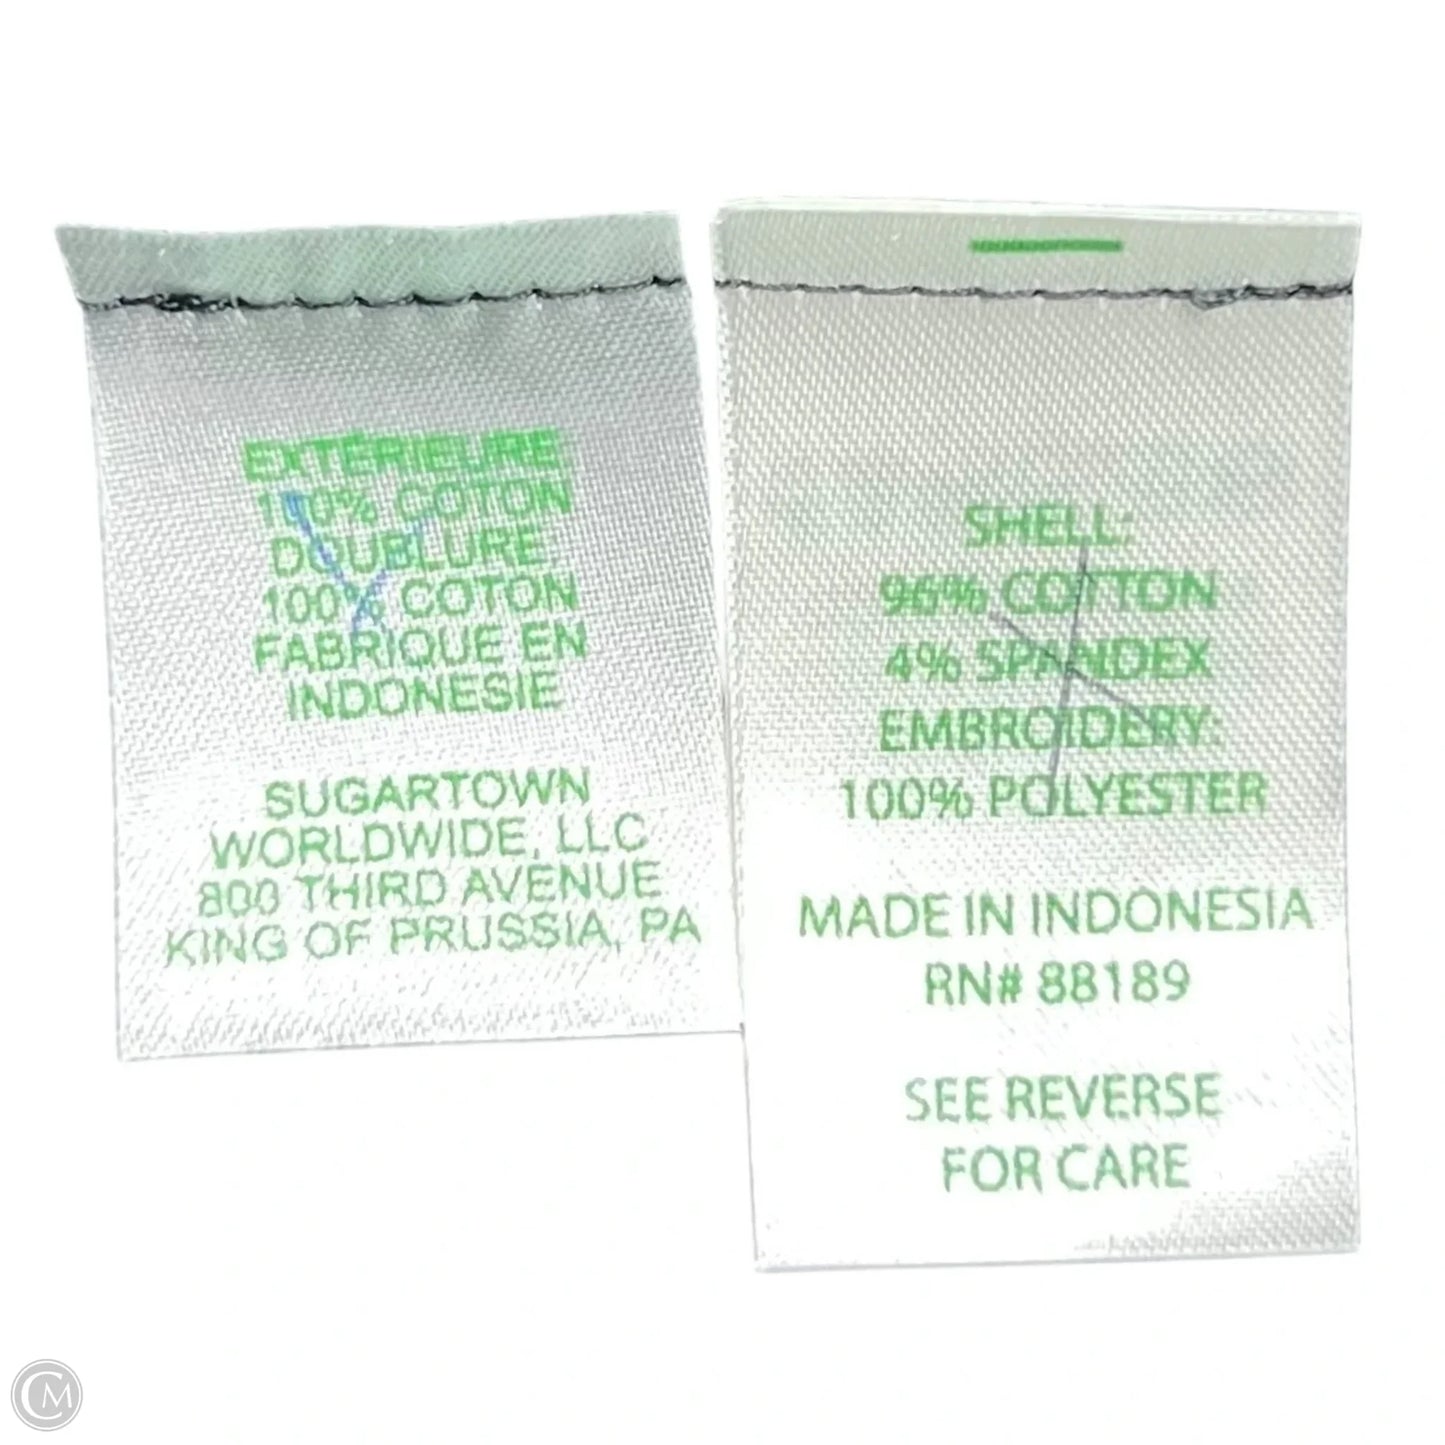 EXTÉRIEURE
100% COTON
DOUBLURE
100% COTON
FABRIQUE EN
INDONESIE
SUGARTOWN
WORLDWIDE, LLC
800 THIRD AVENUE
KING OF PRUSSIA, PA
SHELL:
96% COTTON
4% SPANDEX
EMBROIDERY:
100% POLYESTER
MADE IN INDONESIA
RN# 88189
SEE REVERSE
FOR CARE
CM